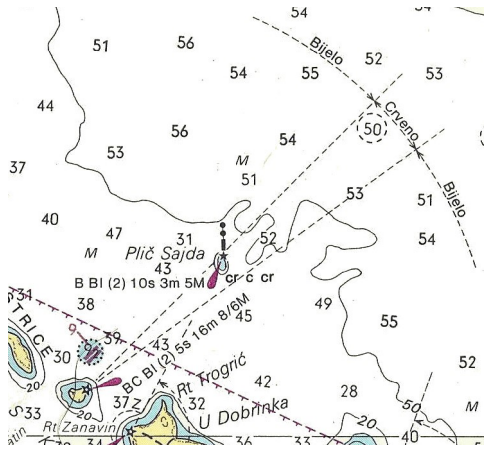 54
51 56 Bijelo
54 55 52 53
44 Crveno
56 54 50
53
37 M 51
53 51
40 47 31 52 Bijelo
54
M Plič Sajda
43 cr č cr
B Bl (2) 10s 3m 5M
31 38 49
STRICE 9 39 43 45 55
30 BC Bl (2) 5s 16m 8/6M
20 Rt Trogrić 42 52
28
33 20 37 Z 32 U Dobrinka 50 M
S 20
Rt Zanavin 40
34 36 33